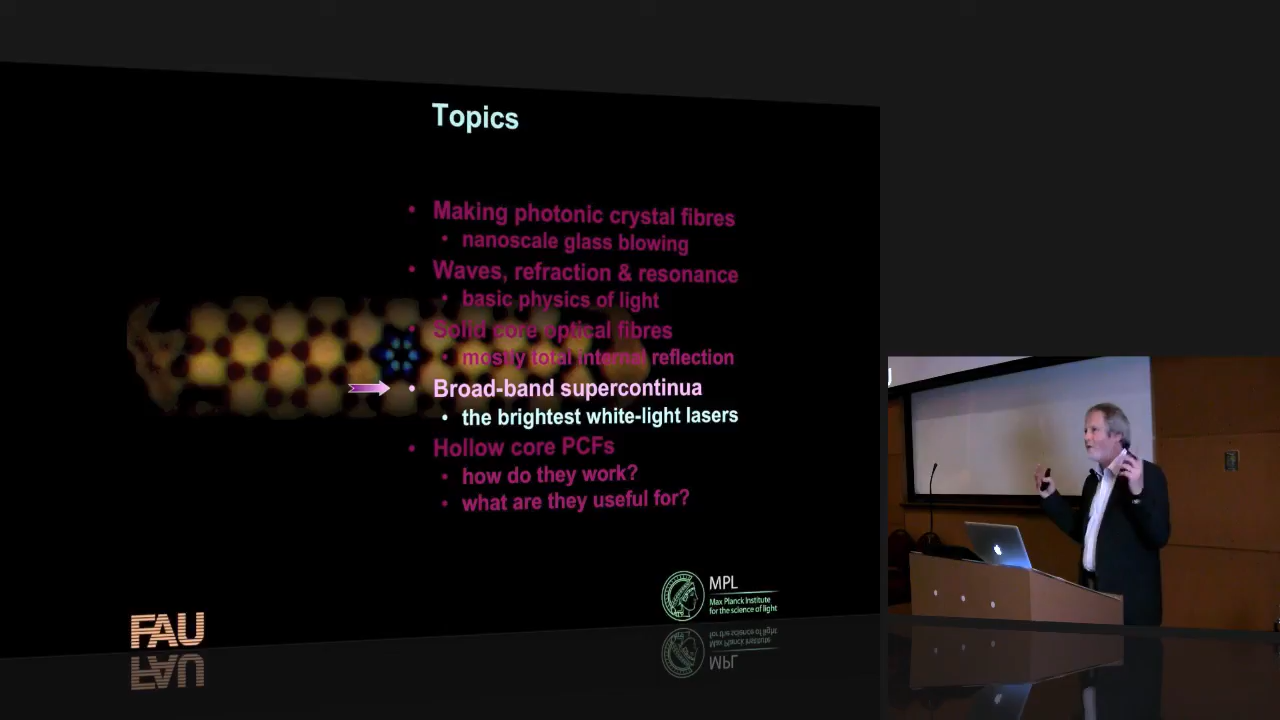 Topics
• Making photonic crystal fibres
• nanoscale glass blowing
• Waves, refraction & resonance
• basic physics of light
• Solid core optical fibres
• mostly total internal reflection
• Broad-band supercontinua
• the brightest white-light lasers
• Hollow core PCFs
• how do they work?
• what are they useful for?
FAU
MPL
Max Planck Institute
for the science of light